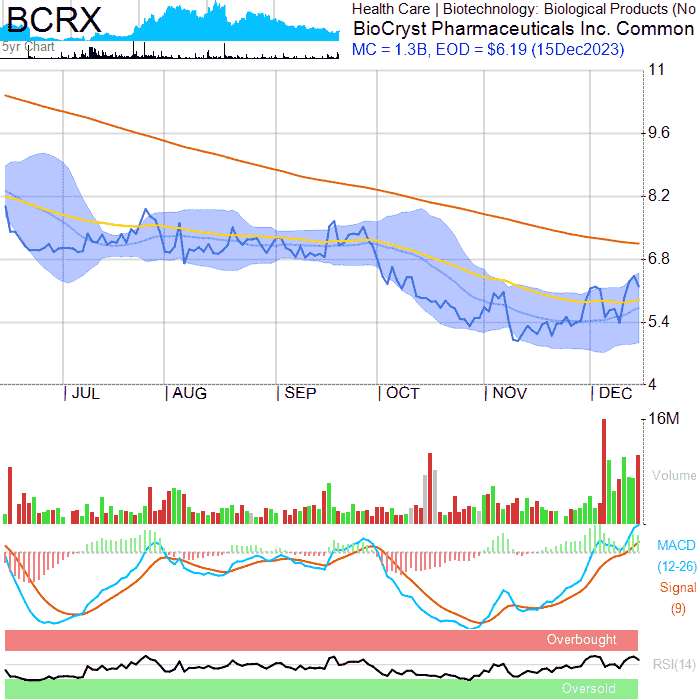 BCRX
5yr Chart
Health Care | Biotechnology: Biological Products (No
BioCryst Pharmaceuticals Inc. Common
MC = 1.3B, EOD = $6.19 (15Dec2023)
11
9.6
8.2
6.8
5.4
4
JUL AUG SEP OCT NOV DEC
16M
Volume
MACD
(12-26)
Signal
(9)
Overbought
RSI(14)
Oversold